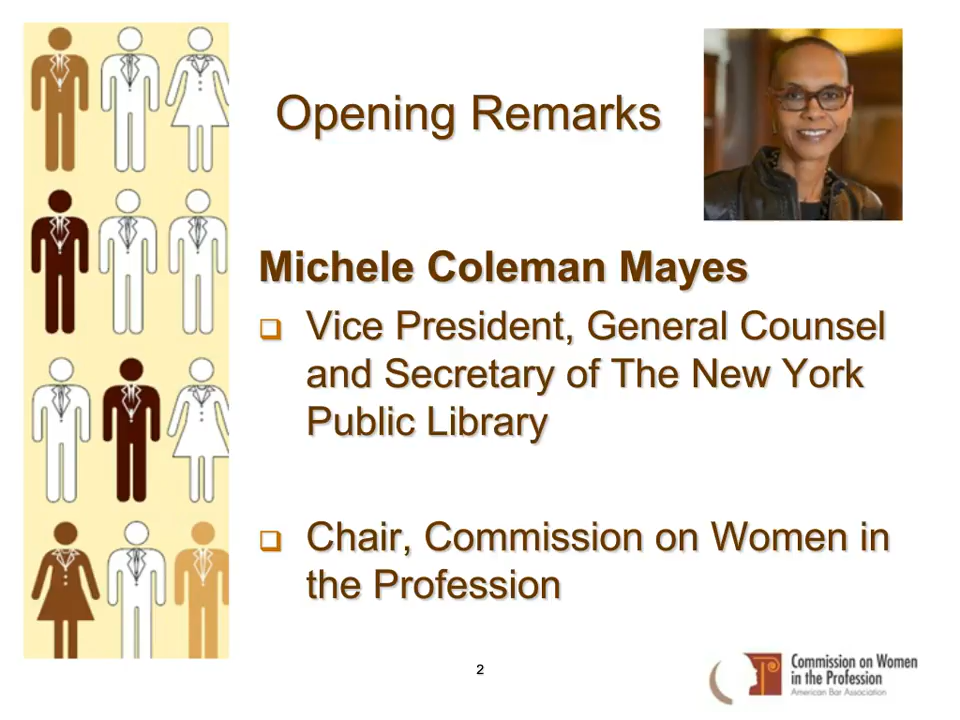 Opening Remarks
Michele Coleman Mayes
Vice President, General Counsel
and Secretary of The New York
Public Library
Chair, Commission on Women in
the Profession
2
Commission on Women
in the Profession
American Bar Association